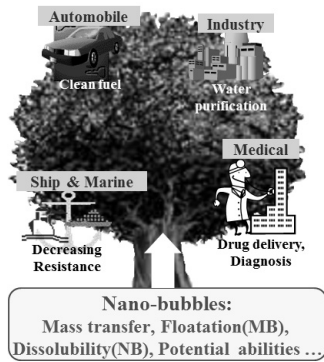 Automobile
Clean fuel
Industry
Water
purification
Medical
Drug delivery,
Diagnosis
Ship & Marine
Decreasing
Resistance
Nano-bubbles:
Mass transfer, Floatation(MB),
Dissolubility(NB), Potential abilities ...